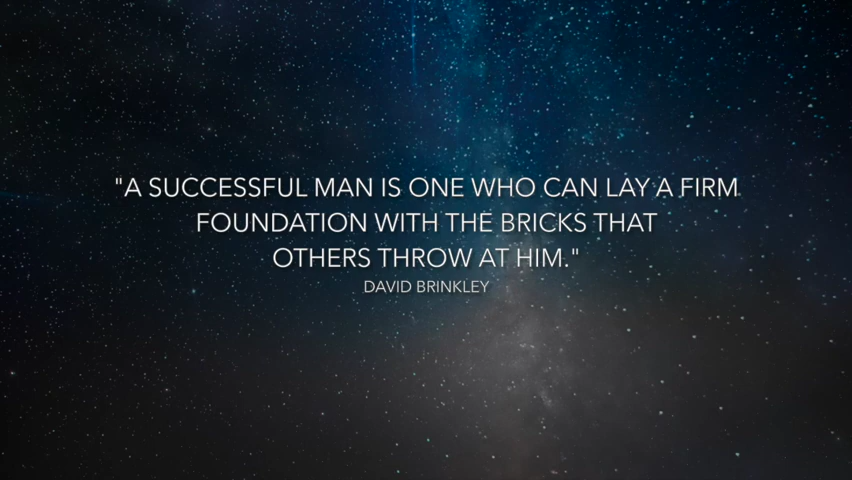 "A SUCCESSFUL MAN IS ONE WHO CAN LAY A FIRM
FOUNDATION WITH THE BRICKS THAT
OTHERS THROW AT HIM."
DAVID BRINKLEY